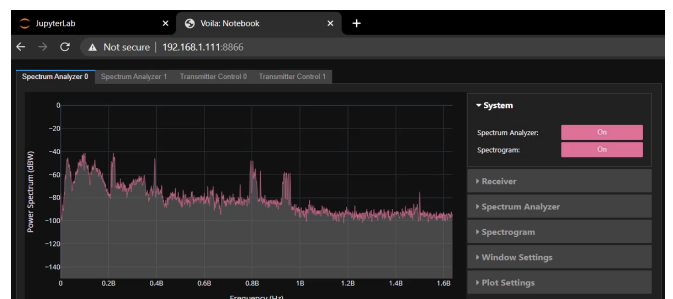 JupyterLab
Voila: Notebook
Not secure | 192.168.1.111:8866
Spectrum Analyzer 0 Spectrum Analyzer 1 Transmitter Control 0 Transmitter Control 1
System
Spectrum Analyzer: On
Spectrogram: On
Receiver
Spectrum Analyzer
Spectrogram
Window Settings
Plot Settings
Power Spectrum (dBW)
0
−20
−40
−60
−80
−100
−120
−140
0 0.2B 0.4B 0.6B 0.8B 1B 1.2B 1.4B 1.6B
Frequency (Hz)